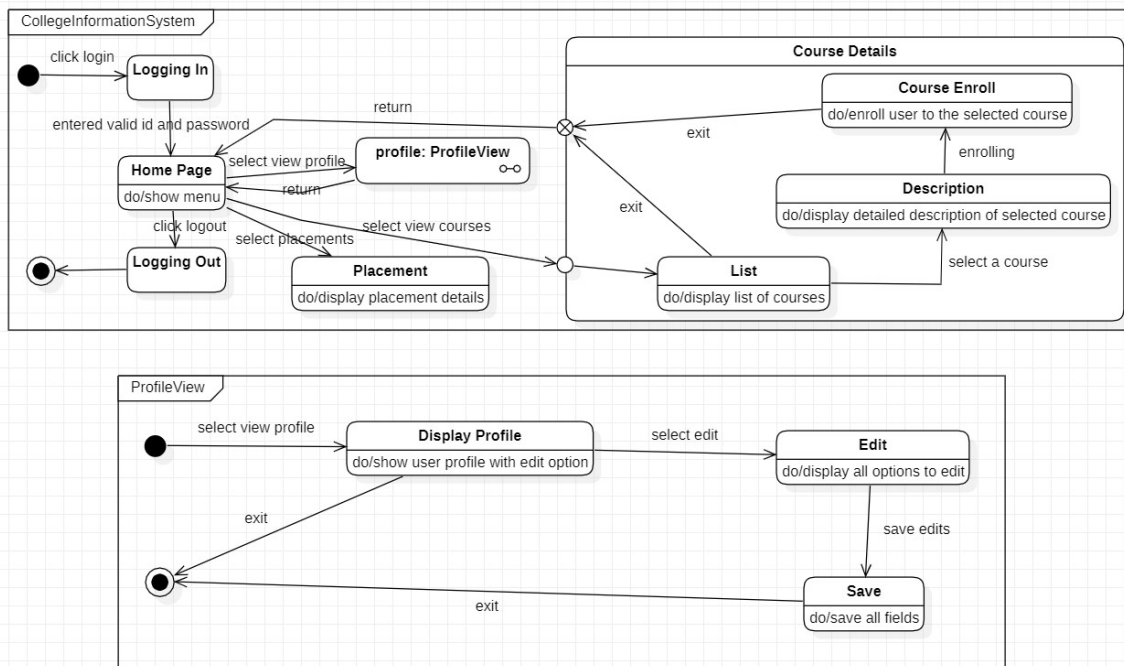 CollegeInformationSystem
click login
Logging In
entered valid id and password
Home Page
do/show menu
click logout
Logging Out
select view profile
return
profile: ProfileView
return
select view courses
select placements
Placement
do/display placement details
Course Details
Course Enroll
do/enroll user to the selected course
exit
enrolling
Description
do/display detailed description of selected course
exit
select a course
List
do/display list of courses
ProfileView
select view profile
Display Profile
do/show user profile with edit option
select edit
Edit
do/display all options to edit
exit
save edits
Save
do/save all fields
exit